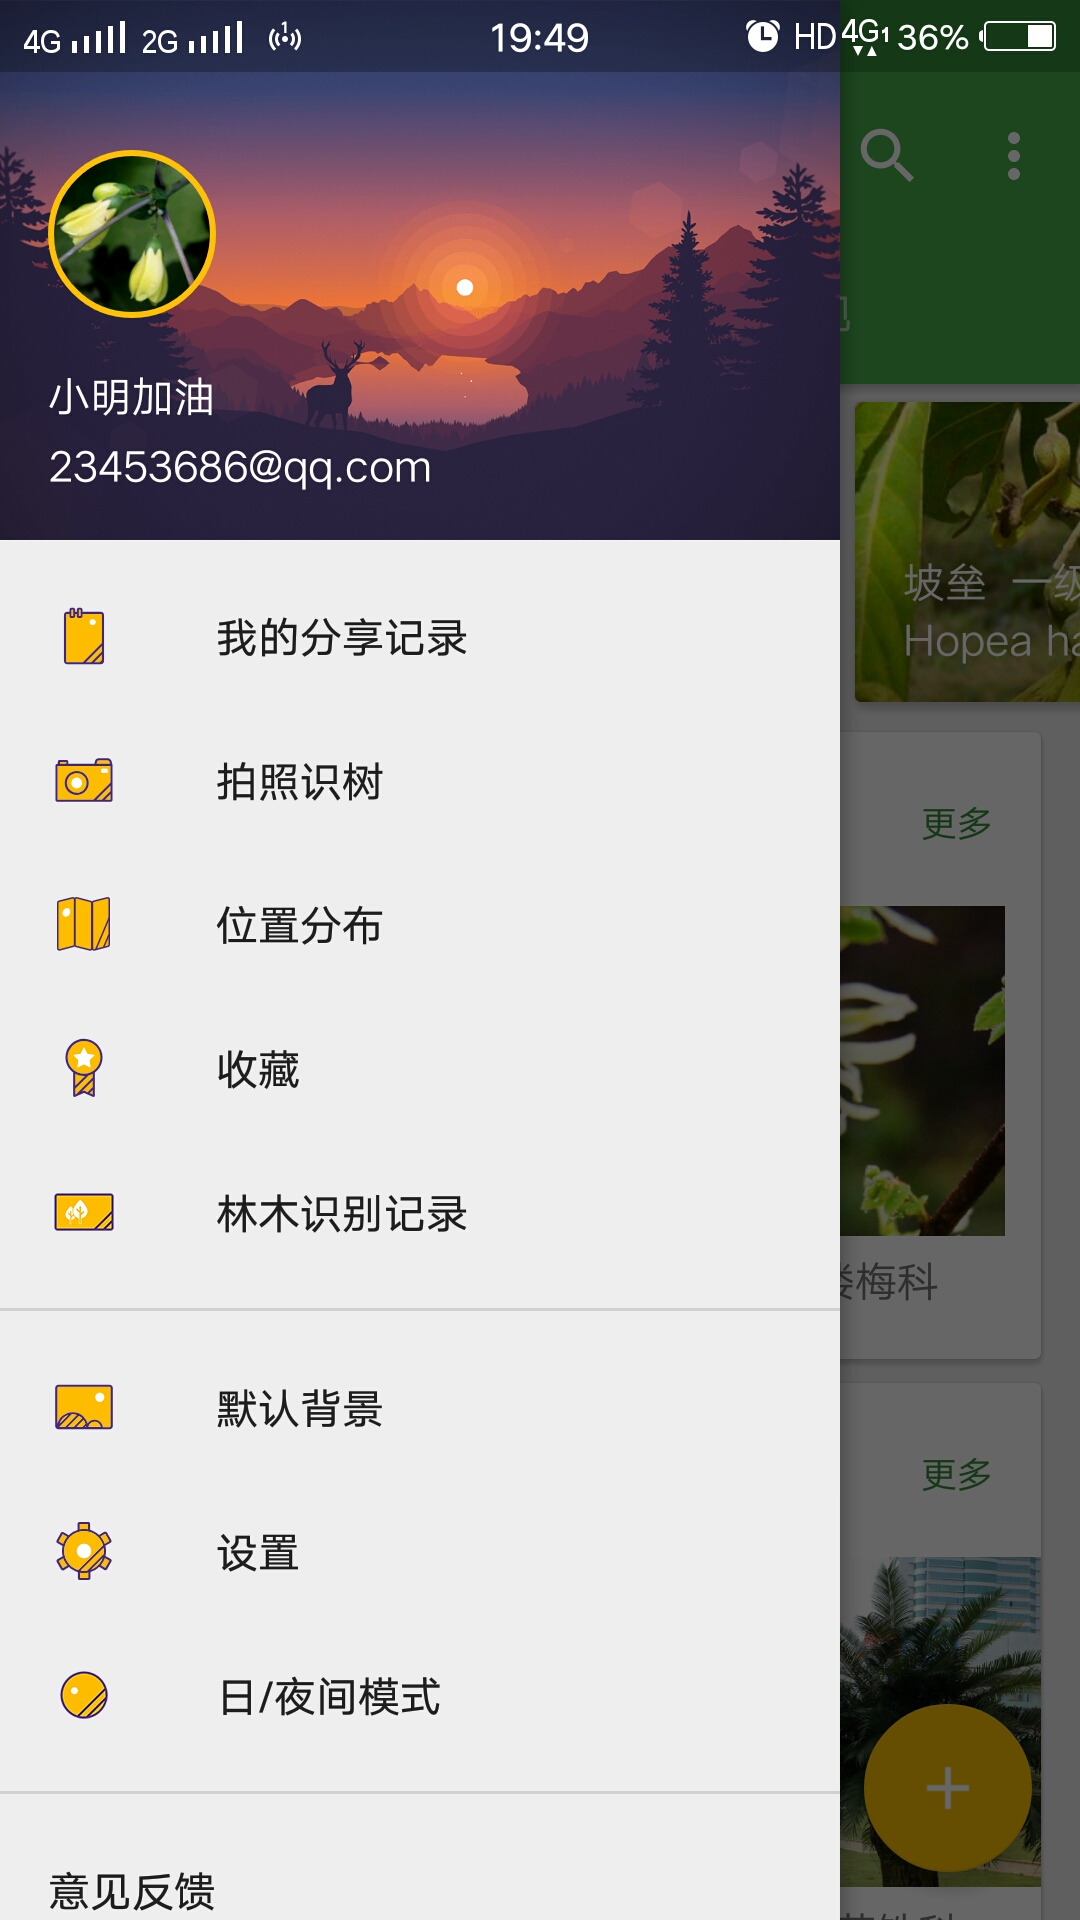 4G 2G 19:49 HD 4G1 36%
小明加油
23453686@qq.com
坡垒 一级
Hopea ha
我的分享记录
拍照识树
更多
位置分布
收藏
林木识别记录
梅科
默认背景
更多
设置
日/夜间模式
意见反馈